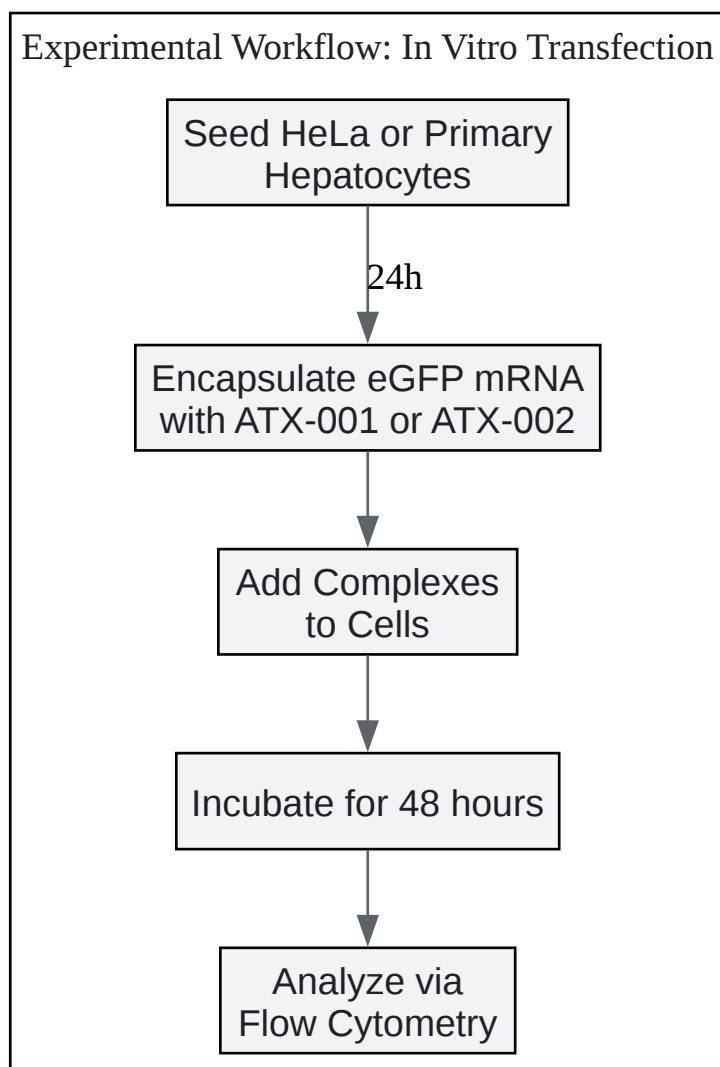 Experimental Workflow: In Vitro Transfection
Seed HeLa or Primary
Hepatocytes
24h
Encapsulate eGFP mRNA
with ATX-001 or ATX-002
Add Complexes
to Cells
Incubate for 48 hours
Analyze via
Flow Cytometry